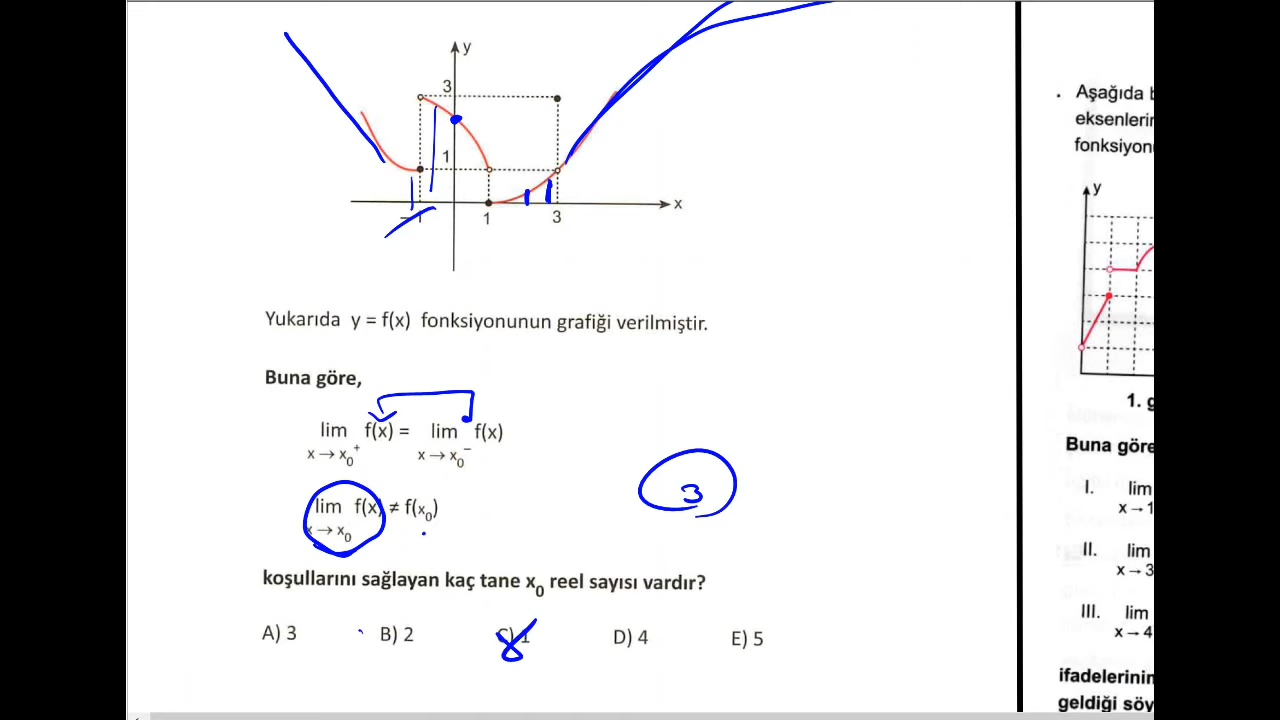 y
3
1
-1
1
3
x
Yukarıda y = f(x) fonksiyonunun grafiği verilmiştir.
Buna göre,
lim f(x) = lim f(x)
x → x₀⁺ x → x₀⁻
lim f(x) ≠ f(x₀)
x → x₀
3
koşullarını sağlayan kaç tane x₀ reel sayısı vardır?
A) 3 B) 2 C) 1 D) 4 E) 5
. Aşağıda
eksenlerin
fonksiyon
y
1. g
Buna göre
I. lim
x → 1
II. lim
x → 3
III. lim
x → 4
ifadelerinin
geldiği söy